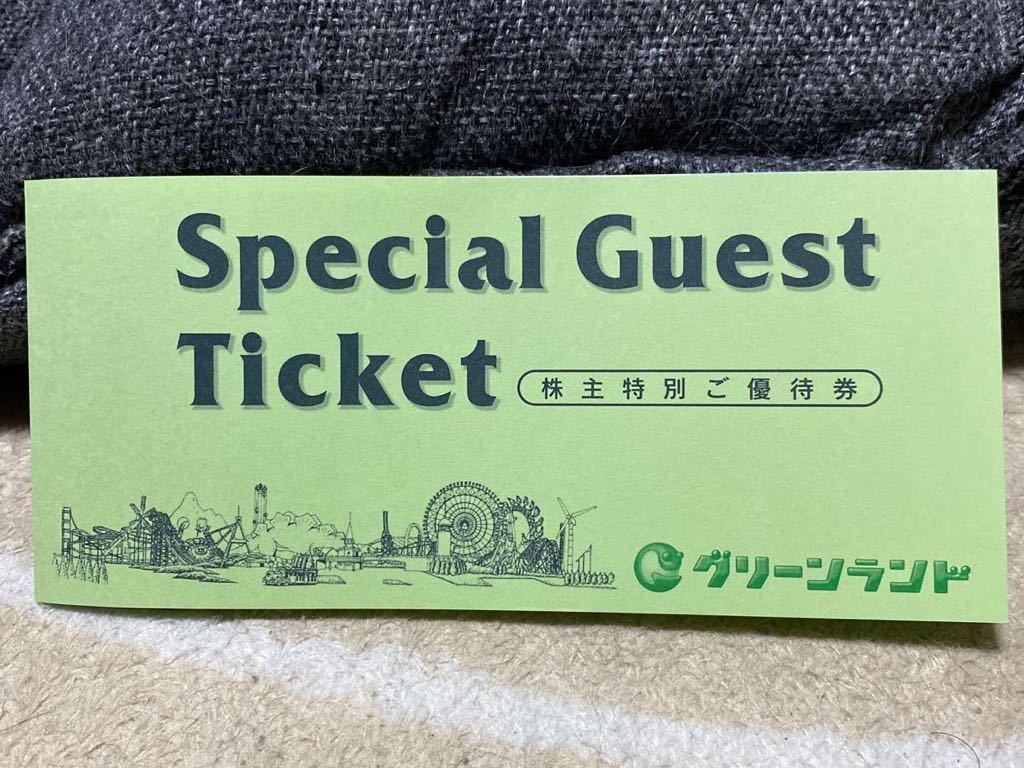 Special Guest
Ticket
株主特別ご優待券
グリーンランド